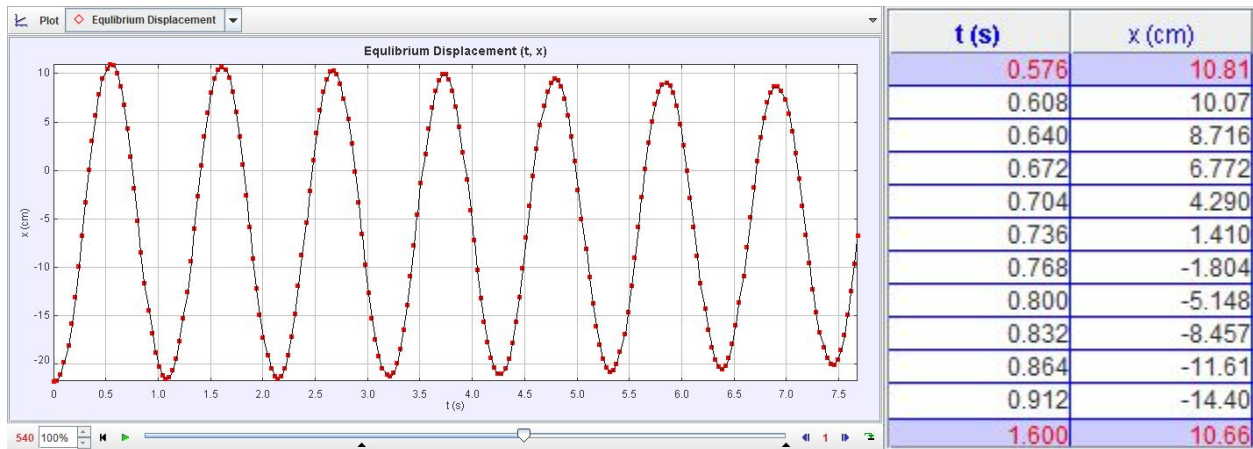 Plot Equlibrium Displacement
Equlibrium Displacement (t, x)
10
5
0
-5
-10
-15
-20
x (cm)
0 0.5 1.0 1.5 2.0 2.5 3.0 3.5 4.0 4.5 5.0 5.5 6.0 6.5 7.0 7.5
t (s)
540 100% 1
t (s) x (cm)
0.576 10.81
0.608 10.07
0.640 8.716
0.672 6.772
0.704 4.290
0.736 1.410
0.768 -1.804
0.800 -5.148
0.832 -8.457
0.864 -11.61
0.912 -14.40
1.600 10.66